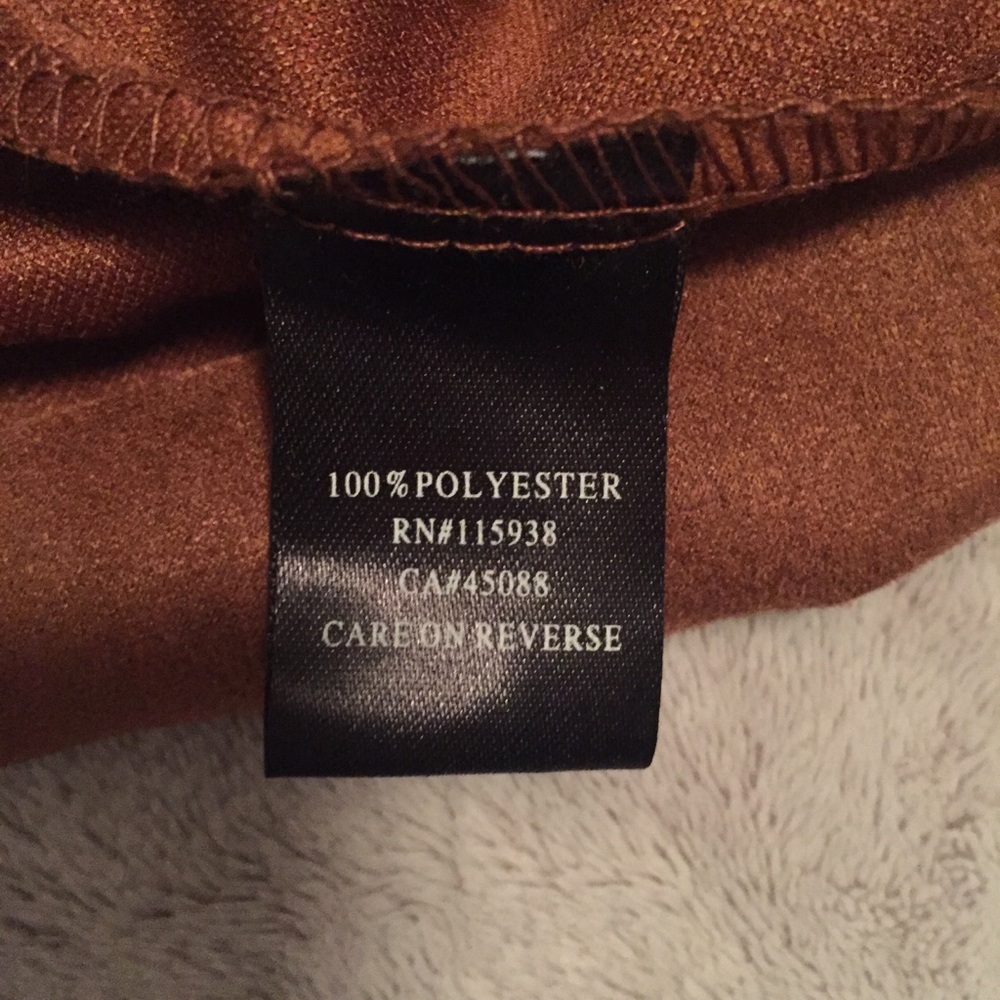 100%POLYESTER
RN#115938
CA#45088
CARE ON REVERSE